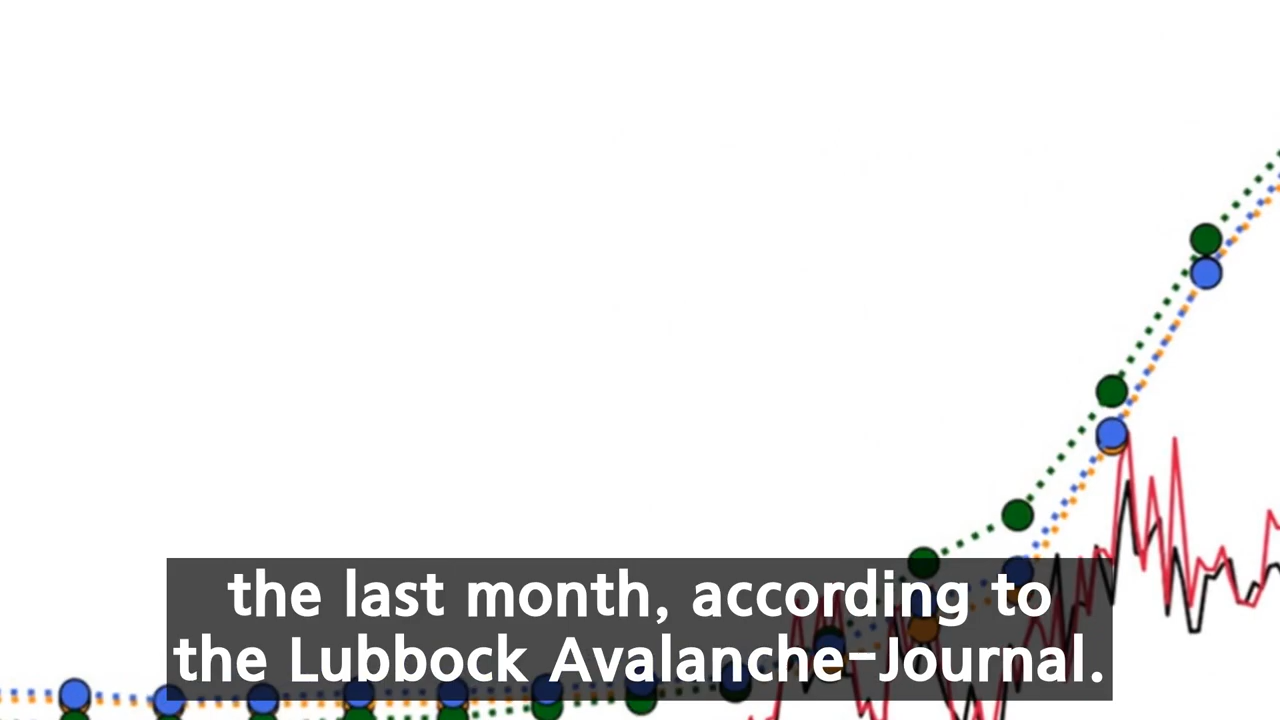 the last month, according to
the Lubbock Avalanche-Journal.